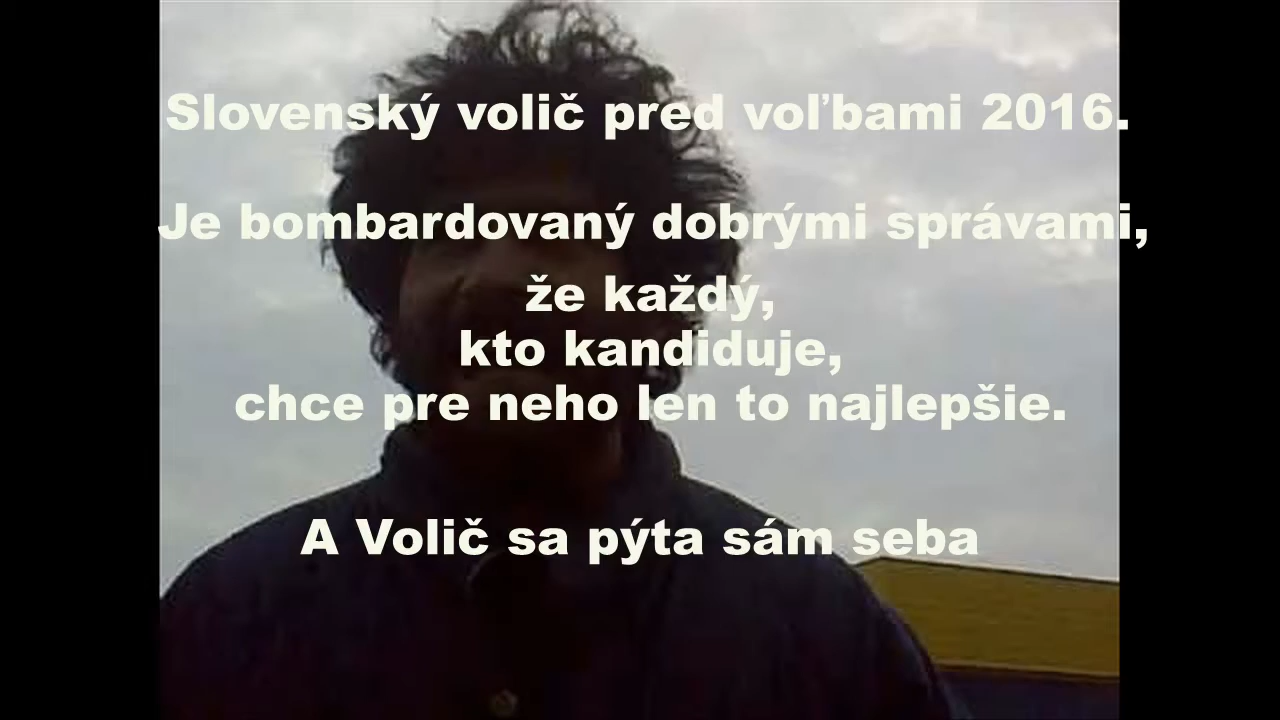 Slovenský volič pred voľbami 2016.
Je bombardovaný dobrými správami,
že každý,
kto kandiduje,
chce pre neho len to najlepšie.
A Volič sa pýta sám seba